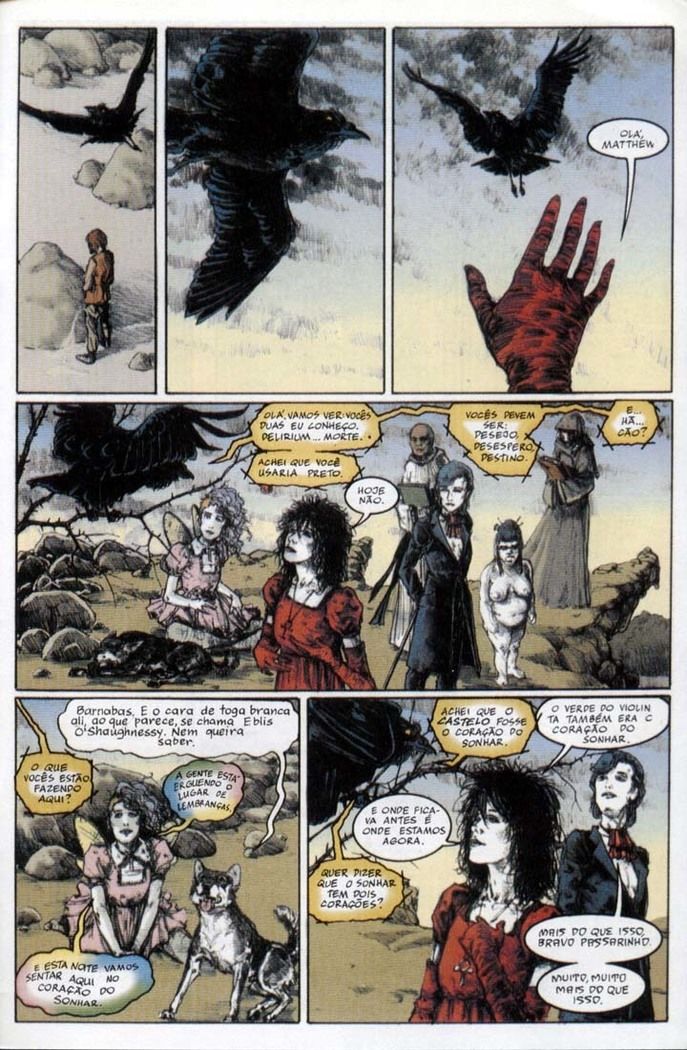 OLÁ,
MATTHEW
OLÁ, VAMOS VER: VOCÊS
DUAS EU CONHEÇO.
DELIRIUM... MORTE.
ACHEI QUE VOCÊ
USARIA PRETO.
HOJE
NÃO.
VOCÊS DEVEM
SER:
DESEJO,
DESESPERO,
DESTINO.
E...
HÃ...
CÃO?
Barnabas. E o cara de toga branca
ali, ao que parece, se chama Eblis
O'Shaughnessy. Nem queira
saber.
O QUE
VOCÊS ESTÃO
FAZENDO
AQUI?
A GENTE ESTÁ
ERGUENDO O
LUGAR DE
LEMBRANÇAS.
E ESTA NOITE VAMOS
SENTAR AQUI NO
CORAÇÃO DO
SONHAR.
ACHEI QUE O
CASTELO FOSSE
O CORAÇÃO DO
SONHAR.
O VERDE DO VIOLIN
TA TAMBÉM ERA O
CORAÇÃO DO
SONHAR.
E ONDE FICA-
VA ANTES É
ONDE ESTAMOS
AGORA.
QUER DIZER
QUE O SONHAR
TEM DOIS
CORAÇÕES?
MAIS DO QUE ISSO,
BRAVO PASSARINHO.
MUITO, MUITO
MAIS DO QUE
ISSO.